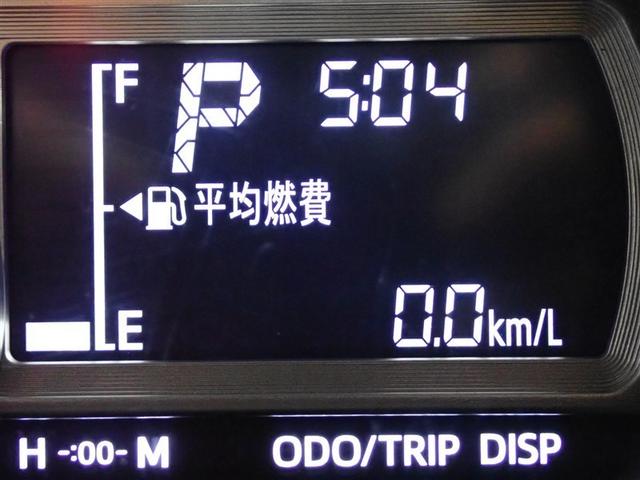 F P 5:04
平均燃費
E 0.0km/L
H -:00- M ODO/TRIP DISP